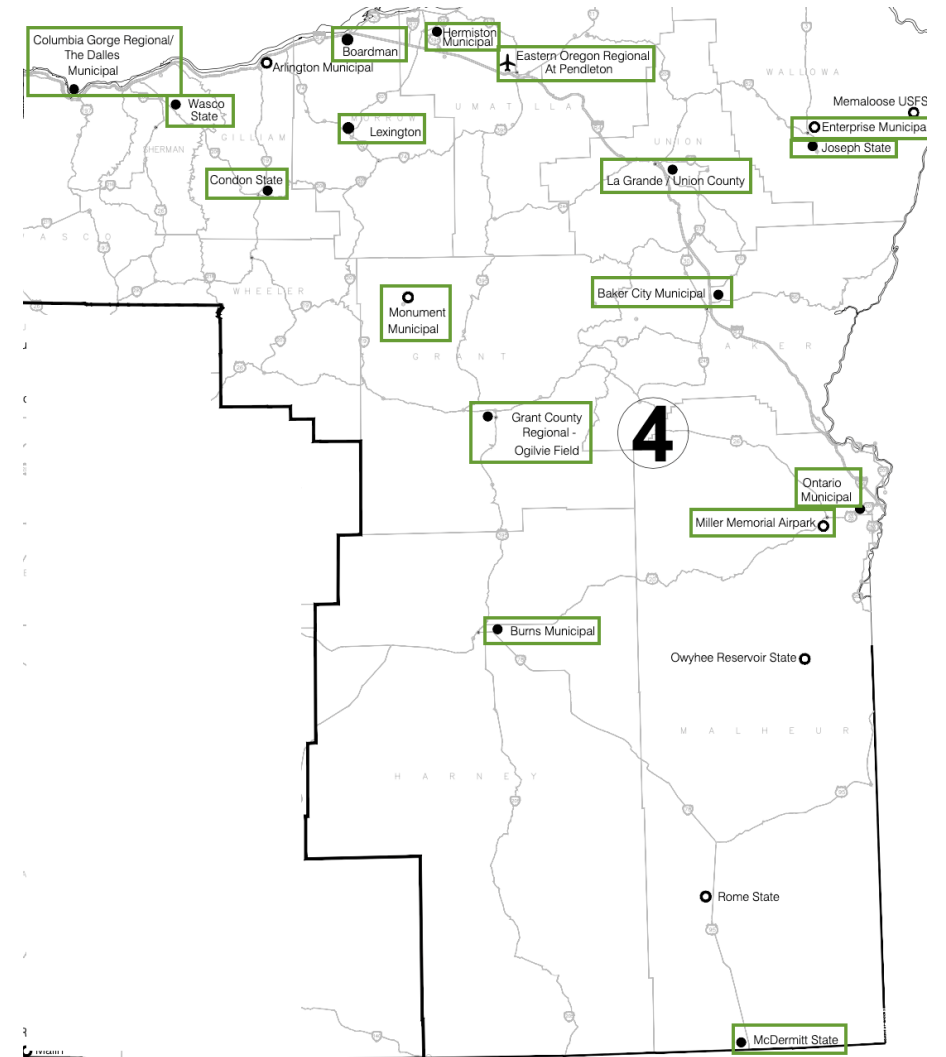 Columbia Gorge Regional/
The Dalles
Municipal
Boardman
Hermiston
Municipal
Arlington Municipal
Eastern Oregon Regional
At Pendleton
WALLOWA
Memaloose USFS
Wasco
State
UMATILLA
MORROW
Lexington
Enterprise Municipa
Joseph State
GILLIAM
SHERMAN
UNION
Condon State
La Grande / Union County
WASCO
WHEELER
Baker City Municipal
Monument
Municipal
GRANT
BAKER
Grant County
Regional -
Ogilvie Field
4
Ontario
Municipal
Miller Memorial Airpark
Burns Municipal
Owyhee Reservoir State
MALHEUR
HARNEY
Rome State
McDermitt State